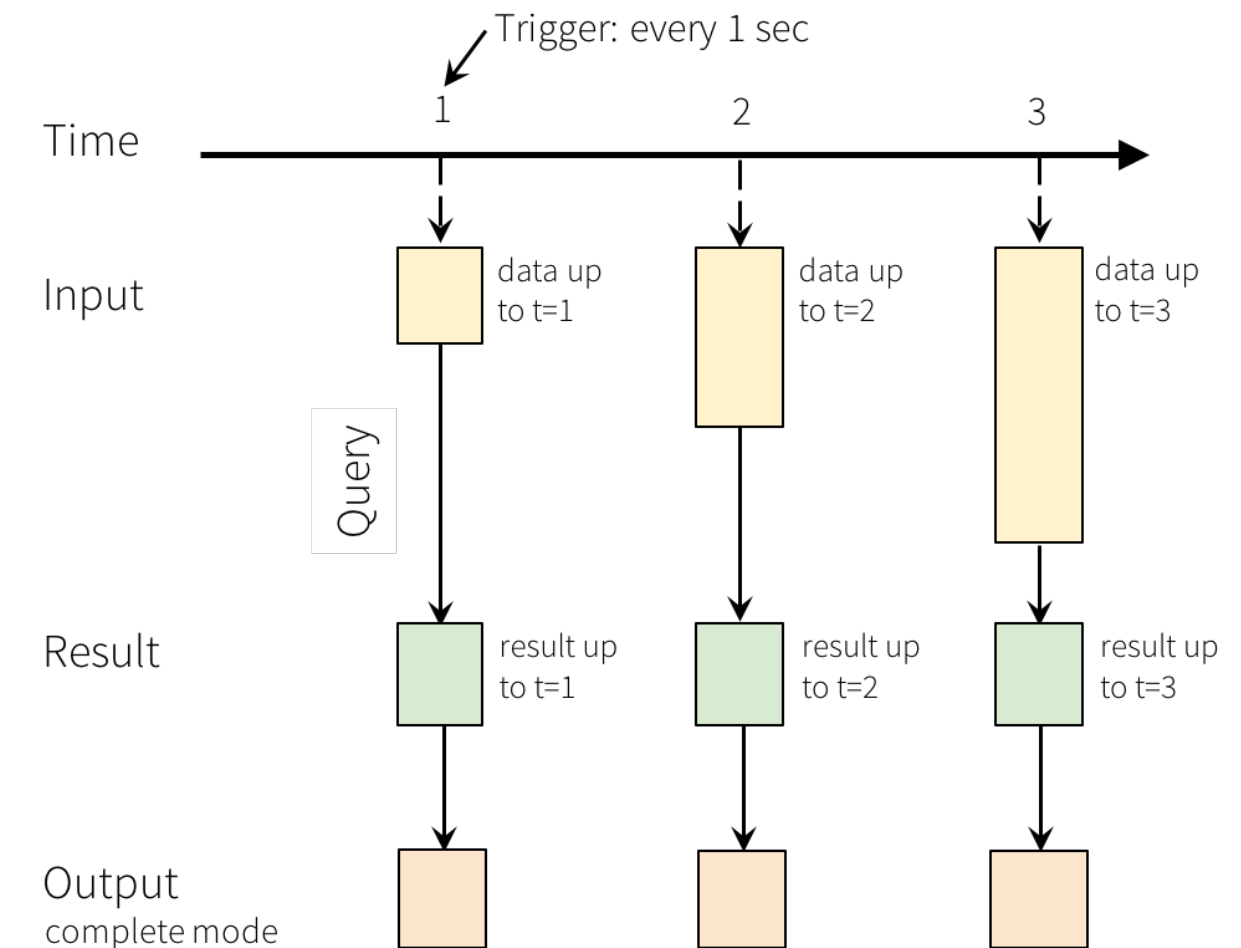 Trigger: every 1 sec
1
2
3
Time
Input
data up
to t=1
data up
to t=2
data up
to t=3
Query
Result
result up
to t=1
result up
to t=2
result up
to t=3
Output
complete mode